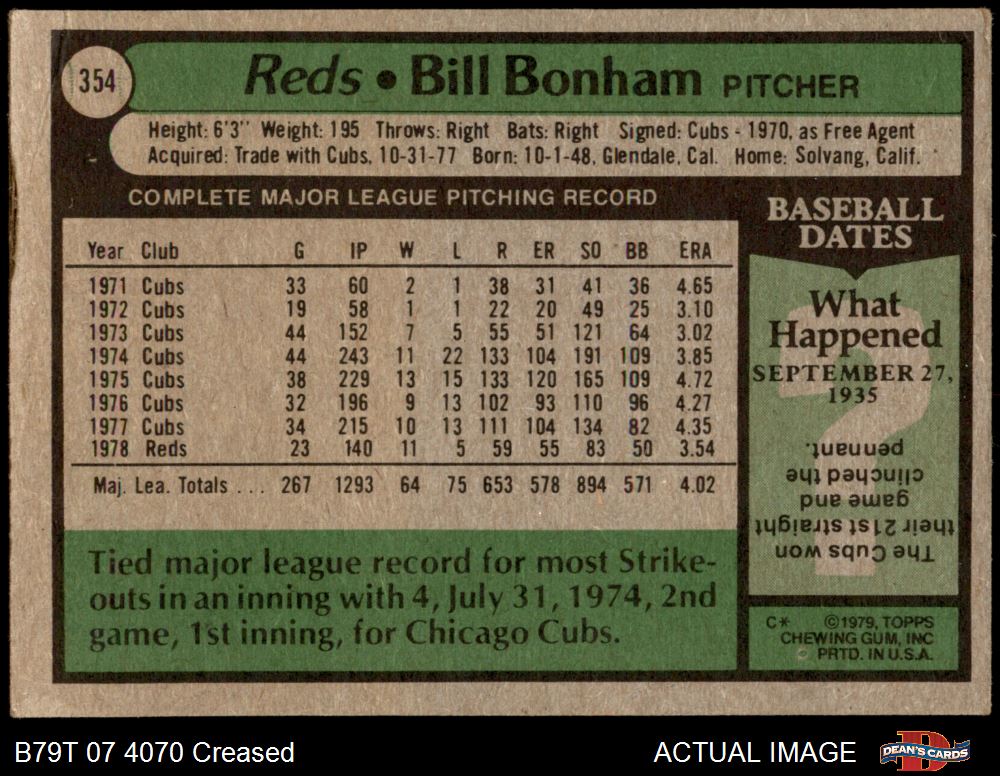 354
Reds • Bill Bonham PITCHER
Height: 6'3" Weight: 195 Throws: Right Bats: Right Signed: Cubs - 1970, as Free Agent
Acquired: Trade with Cubs, 10-31-77 Born: 10-1-48, Glendale, Cal. Home: Solvang, Calif.
COMPLETE MAJOR LEAGUE PITCHING RECORD
Year Club G IP W L R ER SO BB ERA
1971 Cubs 33 60 2 1 38 31 41 36 4.65
1972 Cubs 19 58 1 1 22 20 49 25 3.10
1973 Cubs 44 152 7 5 55 51 121 64 3.02
1974 Cubs 44 243 11 22 133 104 191 109 3.85
1975 Cubs 38 229 13 15 133 120 165 109 4.72
1976 Cubs 32 196 9 13 102 93 110 96 4.27
1977 Cubs 34 215 10 13 111 104 134 82 4.35
1978 Reds 23 140 11 5 59 55 83 50 3.54
Maj. Lea. Totals ... 267 1293 64 75 653 578 894 571 4.02
Tied major league record for most Strike-
outs in an inning with 4, July 31, 1974, 2nd
game, 1st inning, for Chicago Cubs.
BASEBALL
DATES
What
Happened
SEPTEMBER 27,
1935
?
The Cubs won
their 21st straight
game and
clinched the
pennant.
C* ©1979, TOPPS
CHEWING GUM, INC
PRTD. IN U.S.A.
B79T 07 4070 Creased
ACTUAL IMAGE
D
DEAN'S CARDS